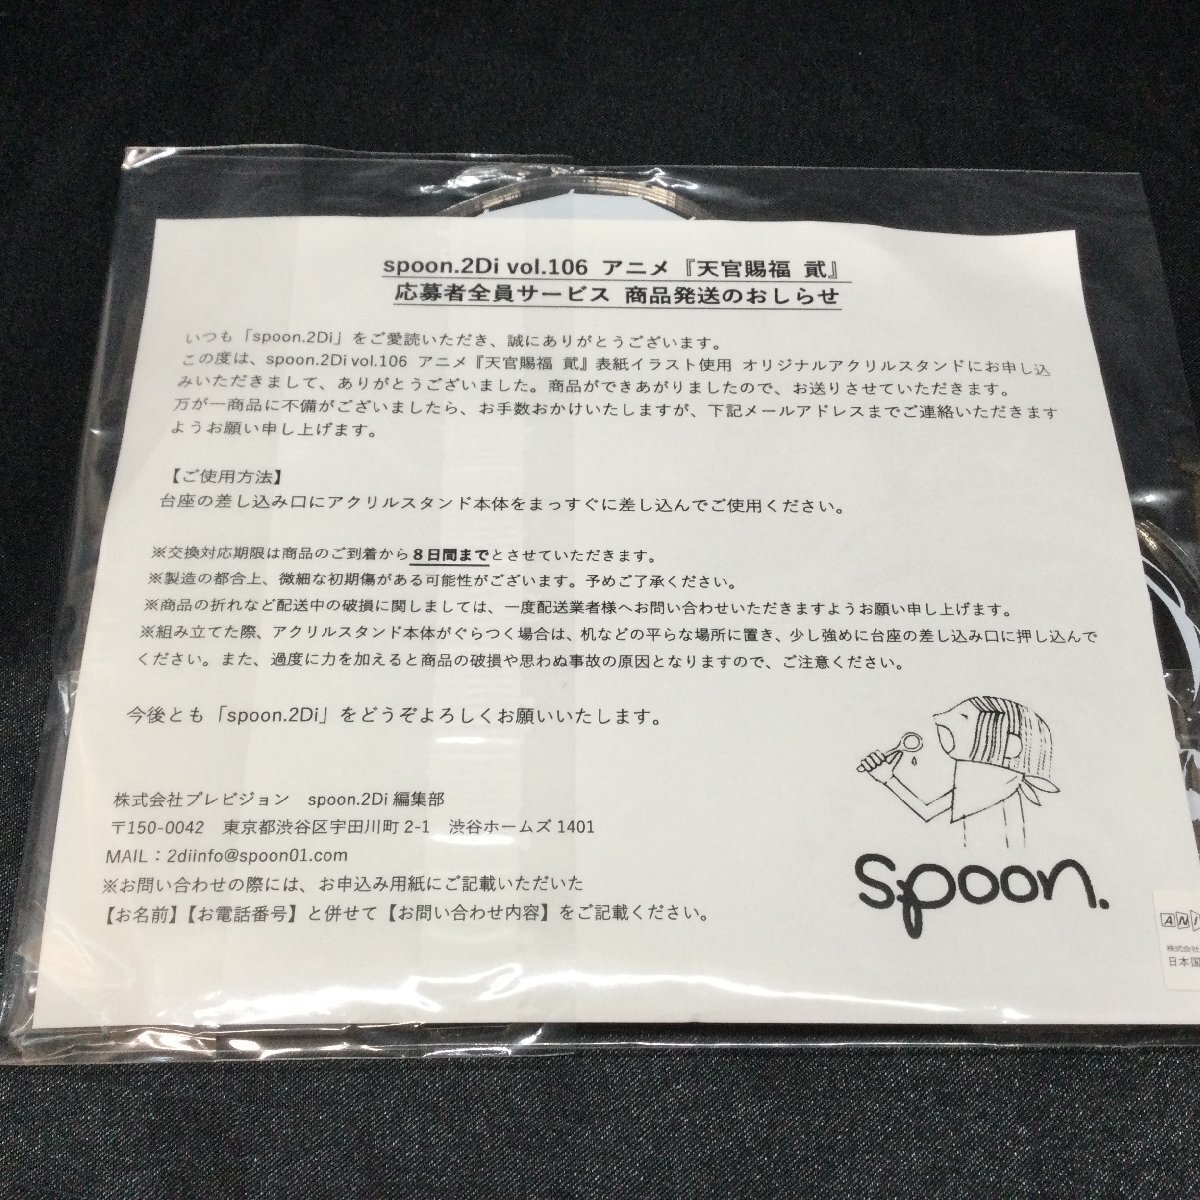 spoon.2Di vol.106 アニメ『天官賜福 貮』
応募者全員サービス 商品発送のおしらせ
いつも「spoon.2Di」をご愛読いただき、誠にありがとうございます。
この度は、spoon.2Di vol.106 アニメ『天官賜福 貮』表紙イラスト使用 オリジナルアクリルスタンドにお申し込
みいただきまして、ありがとうございました。商品ができあがりましたので、お送りさせていただきます。
万が一商品に不備がございましたら、お手数おかけいたしますが、下記メールアドレスまでご連絡いただきます
ようお願い申し上げます。
【ご使用方法】
台座の差し込み口にアクリルスタンド本体をまっすぐに差し込んでご使用ください。
※交換対応期限は商品のご到着から８日間までとさせていただきます。
※製造の都合上、微細な初期傷がある可能性がございます。予めご了承ください。
※商品の折れなど配送中の破損に関しましては、一度配送業者様へお問い合わせいただきますようお願い申し上げます。
※組み立てた際、アクリルスタンド本体がぐらつく場合は、机などの平らな場所に置き、少し強めに台座の差し込み口に押し込んで
ください。また、過度に力を加えると商品の破損や思わぬ事故の原因となりますので、ご注意ください。
今後とも「spoon.2Di」をどうぞよろしくお願いいたします。
株式会社プレビジョン spoon.2Di 編集部
〒150-0042 東京都渋谷区宇田川町 2-1 渋谷ホームズ 1401
MAIL：2diinfo@spoon01.com
※お問い合わせの際には、お申込み用紙にご記載いただいた
【お名前】【お電話番号】と併せて【お問い合わせ内容】をご記載ください。
spoon.
ANI
株式会社
日本国